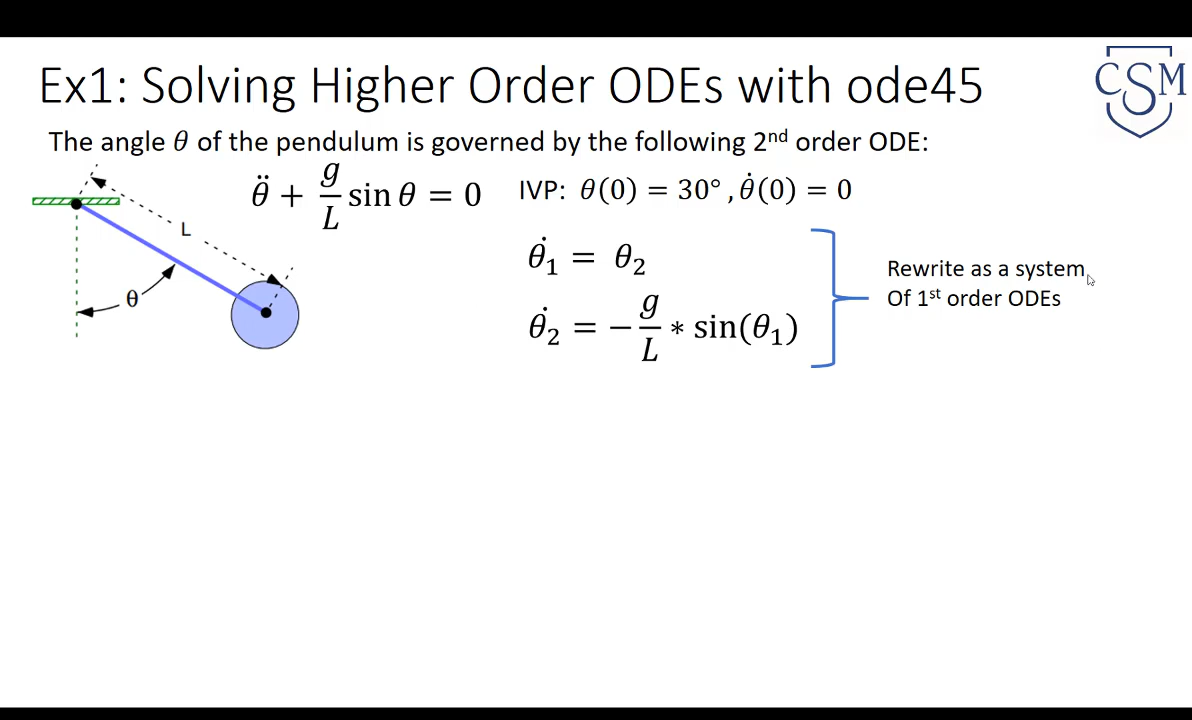 Ex1: Solving Higher Order ODEs with ode45
CSM
The angle θ of the pendulum is governed by the following 2nd order ODE:
θ̈ + g/L sin θ = 0
IVP: θ(0) = 30° , θ̇(0) = 0
L
θ
θ̇₁ = θ₂
θ̇₂ = −g/L ∗ sin(θ₁)
Rewrite as a system
Of 1st order ODEs